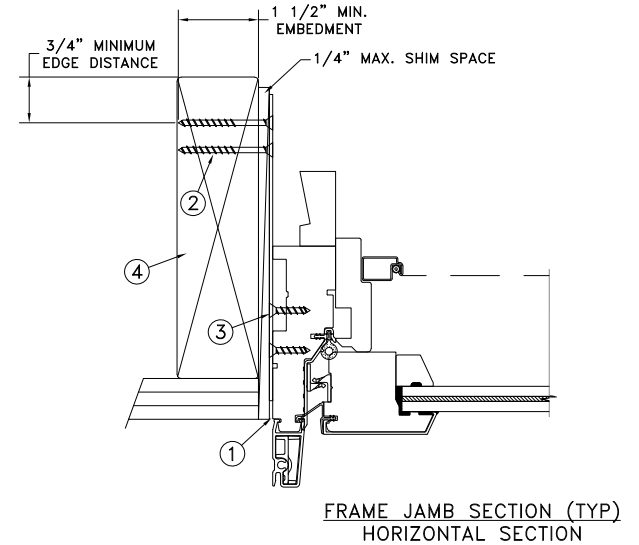 1 1/2" MIN.
EMBEDMENT
3/4" MINIMUM
EDGE DISTANCE
1/4" MAX. SHIM SPACE
2
4
3
1
FRAME JAMB SECTION (TYP)
HORIZONTAL SECTION